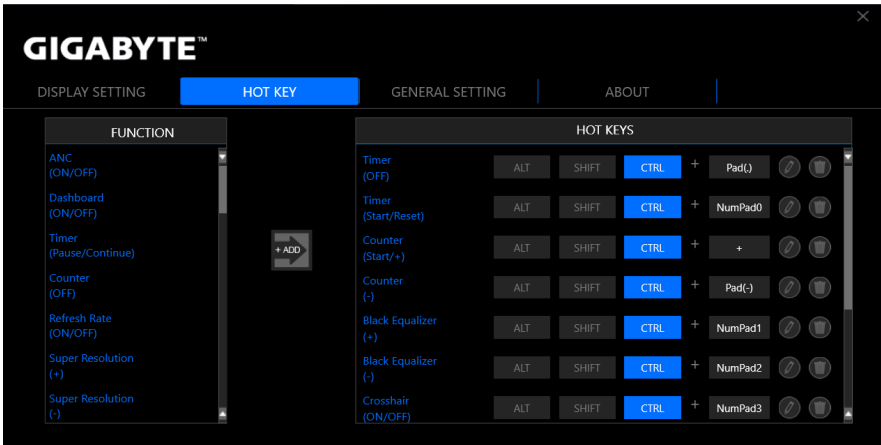 GIGABYTE™
DISPLAY SETTING HOT KEY GENERAL SETTING ABOUT
FUNCTION
ANC
(ON/OFF)
Dashboard
(ON/OFF)
Timer
(Pause/Continue)
Counter
(OFF)
Refresh Rate
(ON/OFF)
Super Resolution
(+)
Super Resolution
(-)
+ ADD
HOT KEYS
Timer
(OFF)
ALT SHIFT CTRL + Pad(.)
Timer
(Start/Reset)
ALT SHIFT CTRL + NumPad0
Counter
(Start/+)
ALT SHIFT CTRL + +
Counter
(-)
ALT SHIFT CTRL + Pad(-)
Black Equalizer
(+)
ALT SHIFT CTRL + NumPad1
Black Equalizer
(-)
ALT SHIFT CTRL + NumPad2
Crosshair
(ON/OFF)
ALT SHIFT CTRL + NumPad3